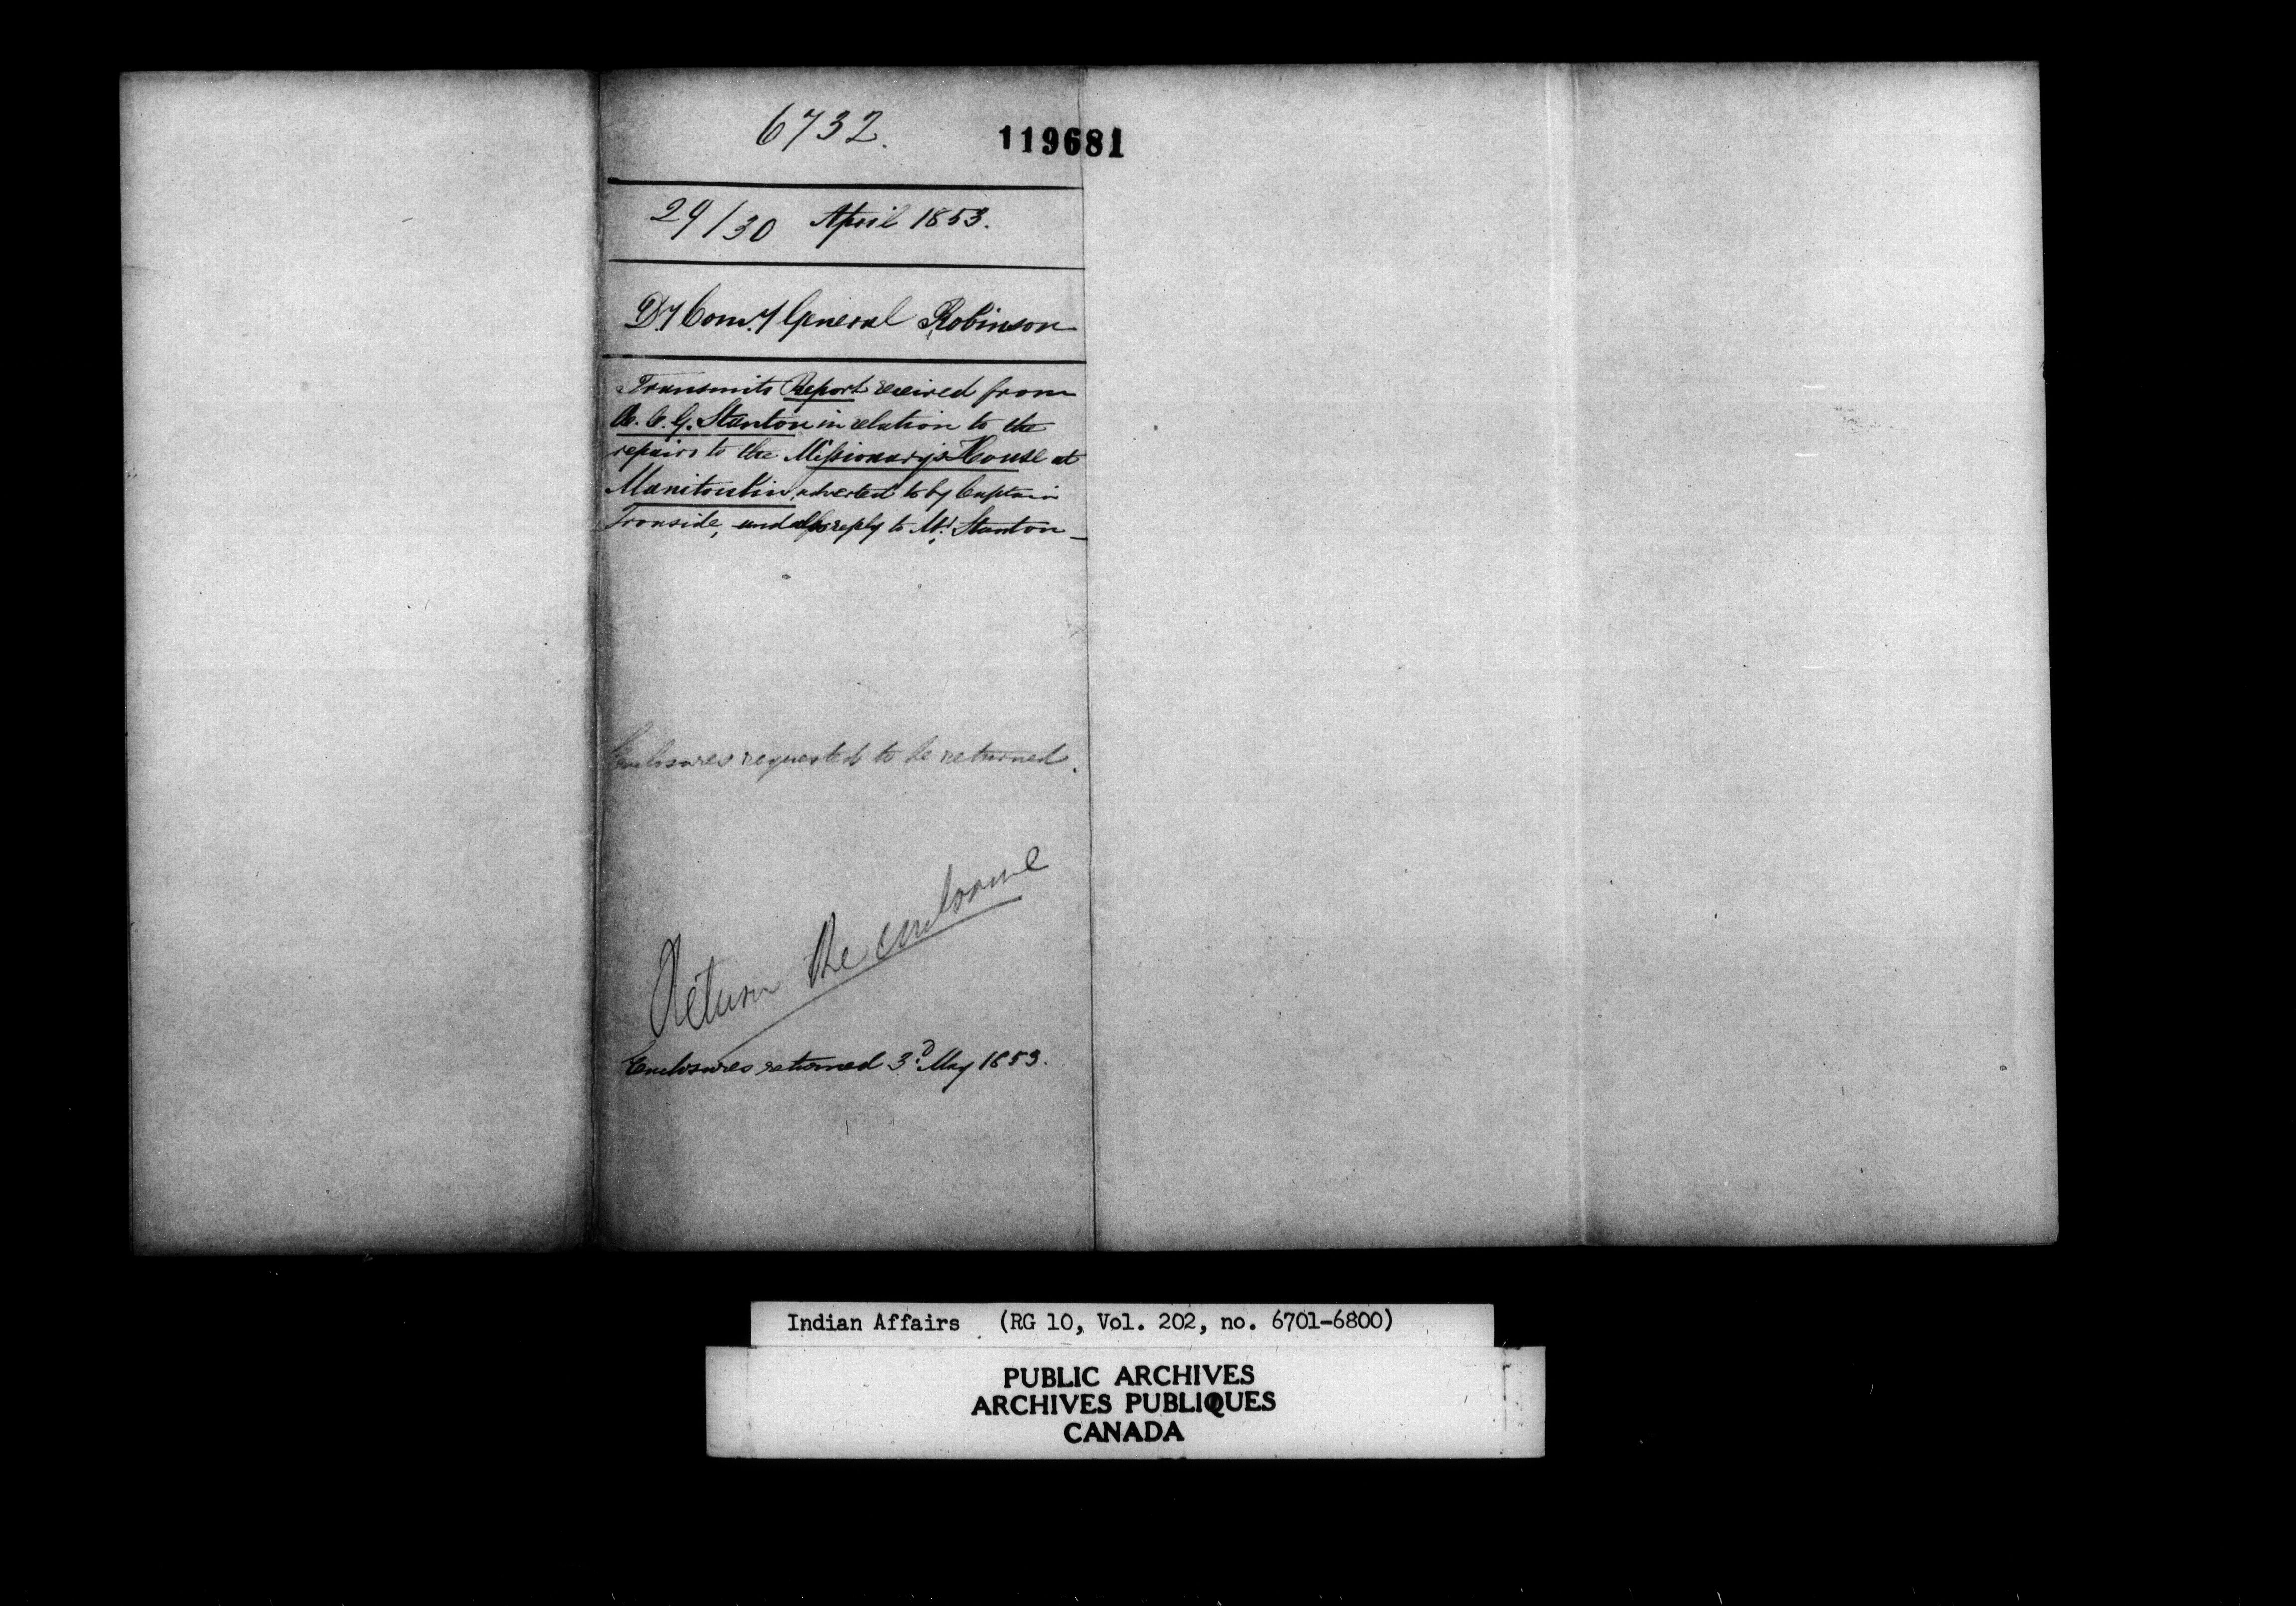 6732.
119681
29/30 April 1853.
Dy Comy General Robinson
Transmits Report received from
A. C. G. Stanton in relation to the
repairs to the Missionary's House at
Manitoulin, adverted to by Captain
Ironside, and also reply to Mr. Stanton –
Enclosures requested to be returned.
Return the enclosure
Enclosures returned 3d May 1853.
Indian Affairs (RG 10, Vol. 202, no. 6701-6800)
PUBLIC ARCHIVES
ARCHIVES PUBLIQUES
CANADA